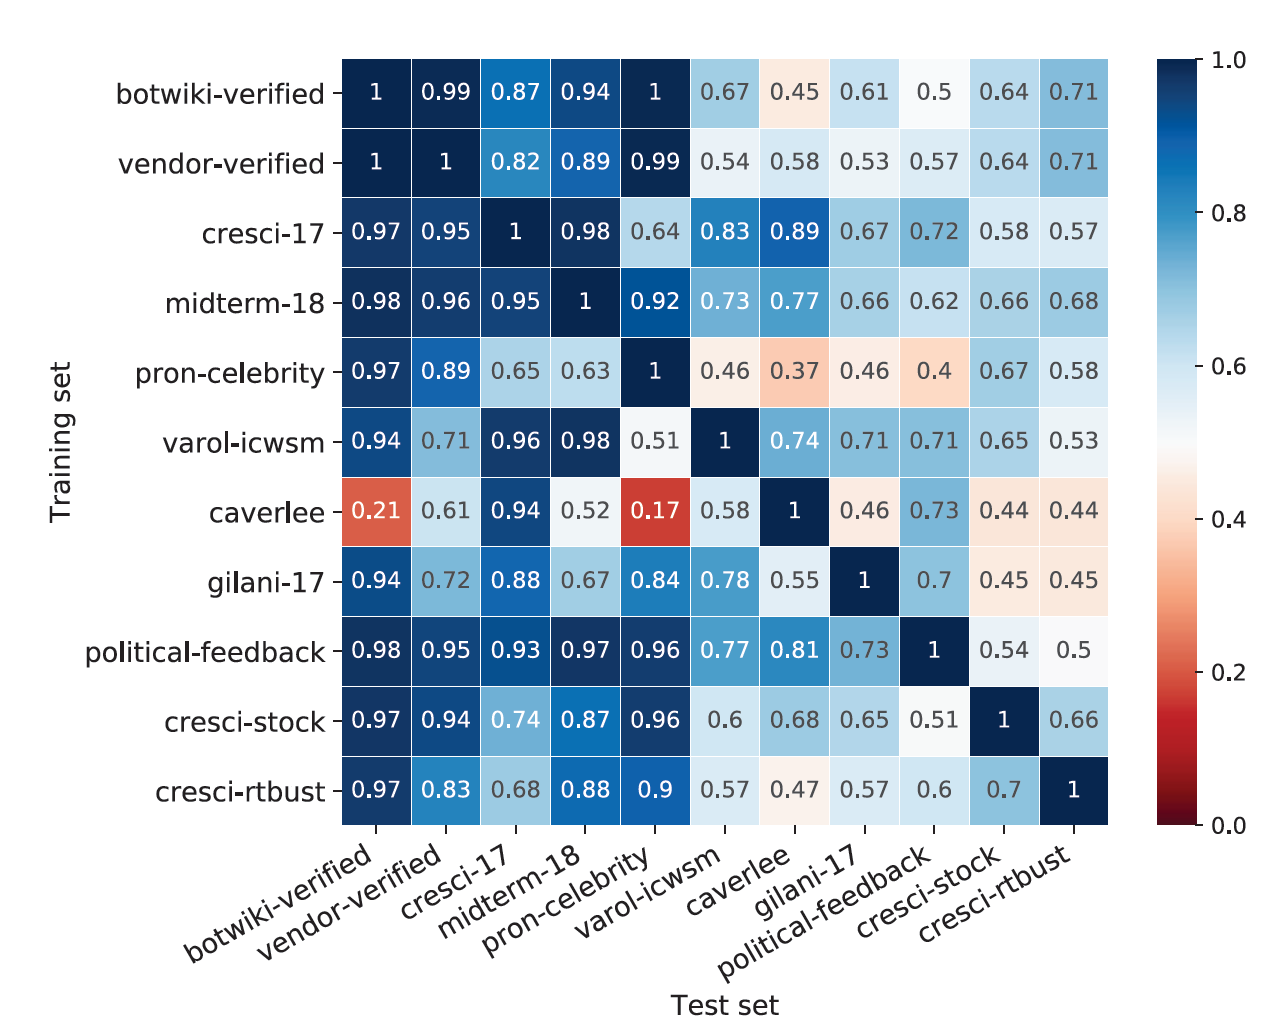 botwiki-verified 1 0.99 0.87 0.94 1 0.67 0.45 0.61 0.5 0.64 0.71
vendor-verified 1 1 0.82 0.89 0.99 0.54 0.58 0.53 0.57 0.64 0.71
cresci-17 0.97 0.95 1 0.98 0.64 0.83 0.89 0.67 0.72 0.58 0.57
midterm-18 0.98 0.96 0.95 1 0.92 0.73 0.77 0.66 0.62 0.66 0.68
pron-celebrity 0.97 0.89 0.65 0.63 1 0.46 0.37 0.46 0.4 0.67 0.58
varol-icwsm 0.94 0.71 0.96 0.98 0.51 1 0.74 0.71 0.71 0.65 0.53
caverlee 0.21 0.61 0.94 0.52 0.17 0.58 1 0.46 0.73 0.44 0.44
gilani-17 0.94 0.72 0.88 0.67 0.84 0.78 0.55 1 0.7 0.45 0.45
political-feedback 0.98 0.95 0.93 0.97 0.96 0.77 0.81 0.73 1 0.54 0.5
cresci-stock 0.97 0.94 0.74 0.87 0.96 0.6 0.68 0.65 0.51 1 0.66
cresci-rtbust 0.97 0.83 0.68 0.88 0.9 0.57 0.47 0.57 0.6 0.7 1
Training set
botwiki-verified
vendor-verified
cresci-17
midterm-18
pron-celebrity
varol-icwsm
caverlee
gilani-17
political-feedback
cresci-stock
cresci-rtbust
Test set
1.0
0.8
0.6
0.4
0.2
0.0